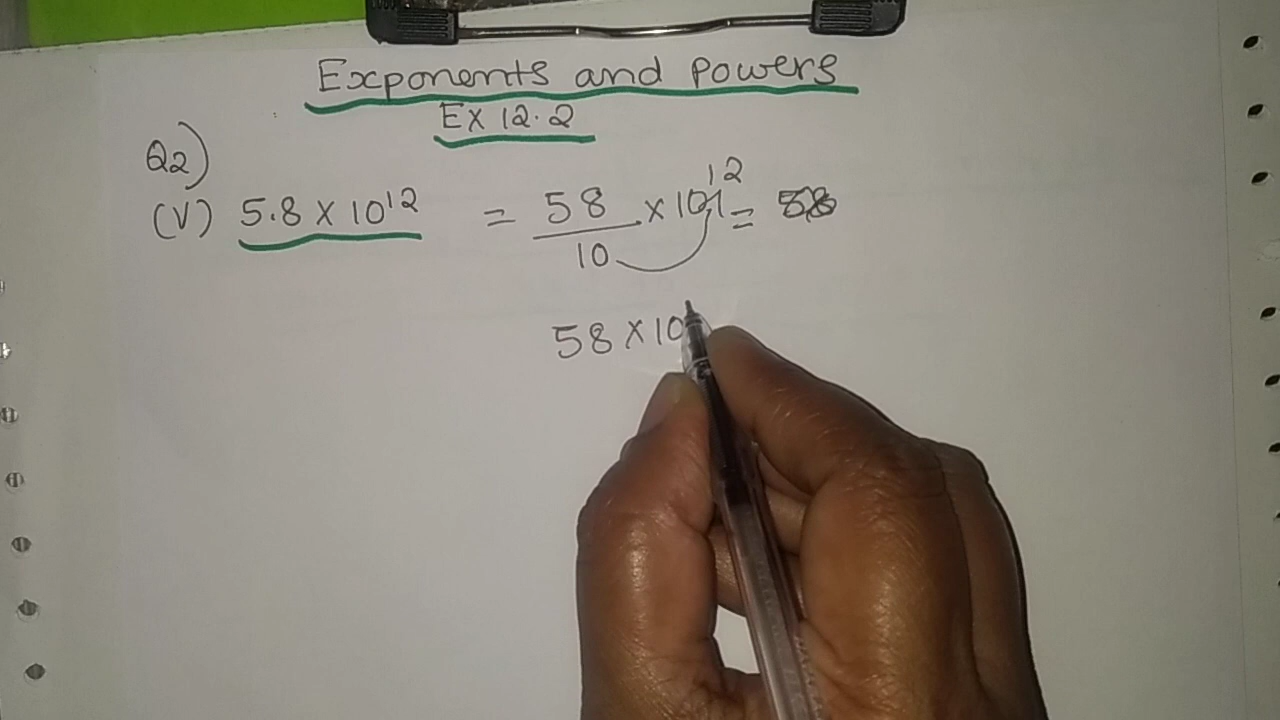 Exponents and Powers
EX 12.2
Q2)
(V) 5.8 X 10¹² = 58/10 X 10¹² = 58
58 X 10